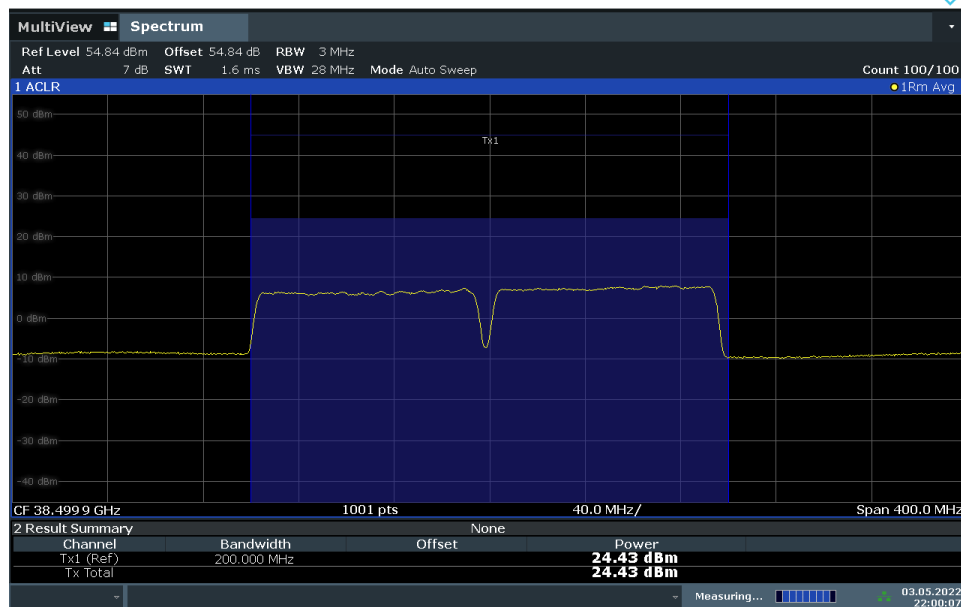 MultiView Spectrum
Ref Level 54.84 dBm Offset 54.84 dB RBW 3 MHz
Att 7 dB SWT 1.6 ms VBW 28 MHz Mode Auto Sweep Count 100/100
1 ACLR 1Rm Avg
50 dBm
Tx1
40 dBm
30 dBm
20 dBm
10 dBm
0 dBm
-10 dBm
-20 dBm
-30 dBm
-40 dBm
CF 38.499 9 GHz 1001 pts 40.0 MHz/ Span 400.0 MHz
2 Result Summary None
Channel Bandwidth Offset Power
Tx1 (Ref) 200.000 MHz 24.43 dBm
Tx Total 24.43 dBm
Measuring... 03.05.2022
22:00:07